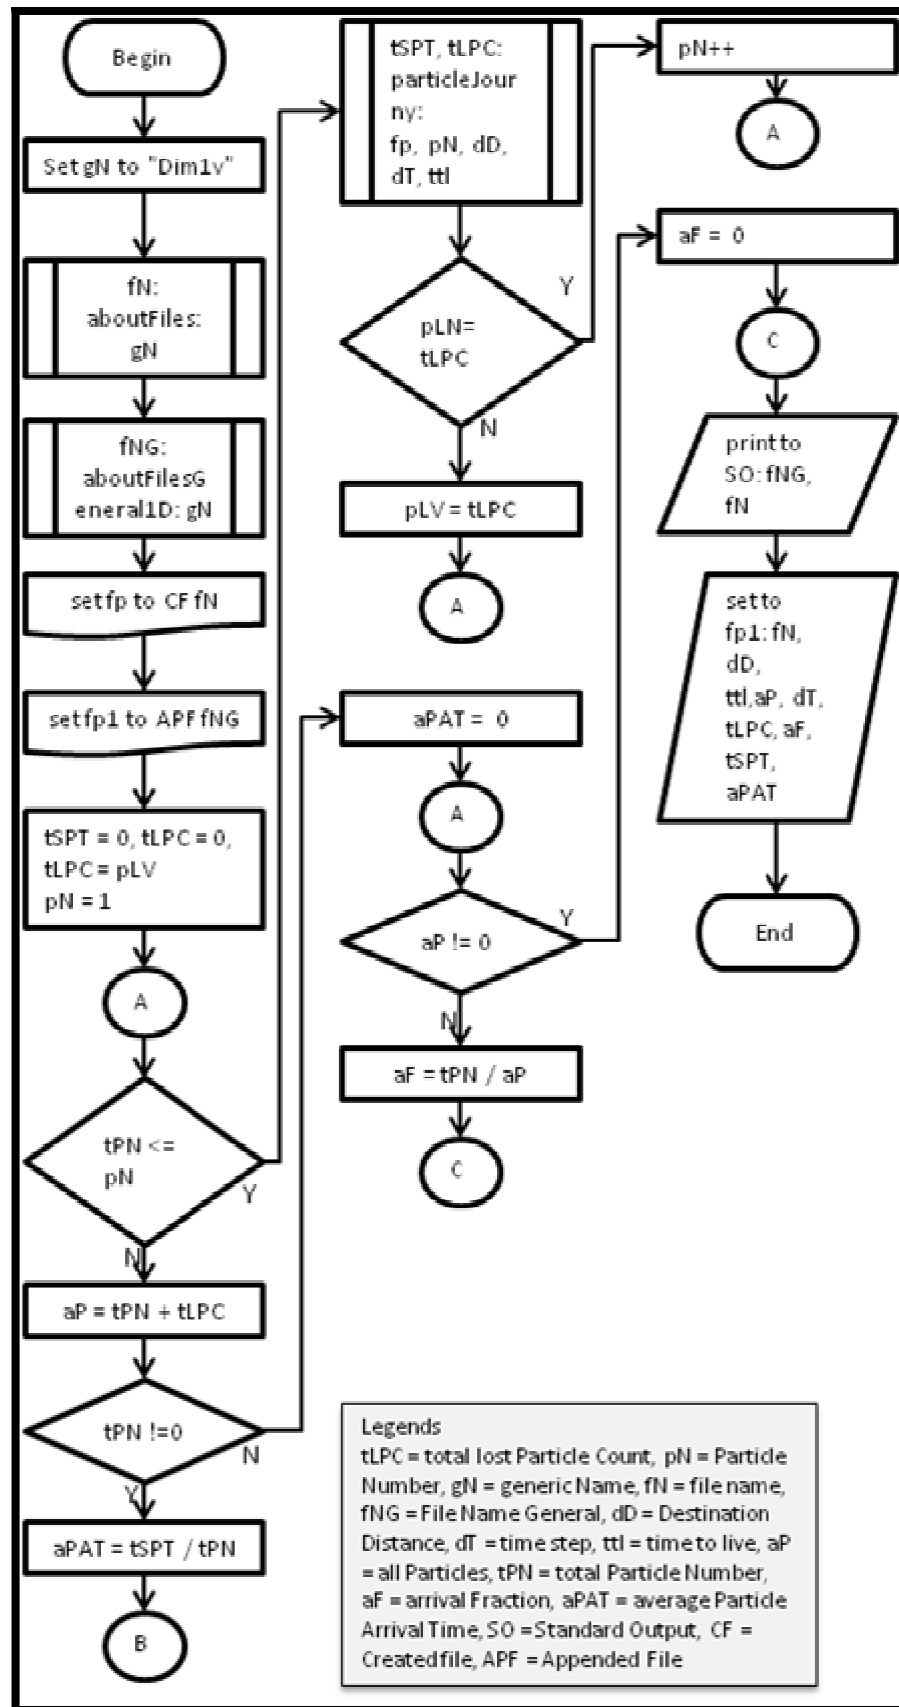 Begin
Set gN to "Dim1v"
fN:
aboutFiles:
gN
fNG:
aboutFilesG
eneral1D: gN
set fp to CF fN
set fp1 to APF fNG
tSPT = 0, tLPC = 0,
tLPC = pLV
pN = 1
A
tPN <=
pN
Y
N
aP = tPN + tLPC
tPN !=0
N
Y
aPAT = tSPT / tPN
B
tSPT, tLPC:
particleJour
ny:
fp, pN, dD,
dT, ttl
pLN=
tLPC
Y
N
pLV = tLPC
A
aPAT = 0
A
aP != 0
Y
N
aF = tPN / aP
C
pN++
A
aF = 0
C
print to
SO: fNG,
fN
set to
fp1: fN,
dD,
ttl,aP, dT,
tLPC, aF,
tSPT,
aPAT
End
Legends
tLPC = total lost Particle Count, pN = Particle
Number, gN = generic Name, fN = file name,
fNG = File Name General, dD = Destination
Distance, dT = time step, ttl = time to live, aP
= all Particles, tPN = total Particle Number,
aF = arrival Fraction, aPAT = average Particle
Arrival Time, SO = Standard Output, CF =
Created file, APF = Appended File